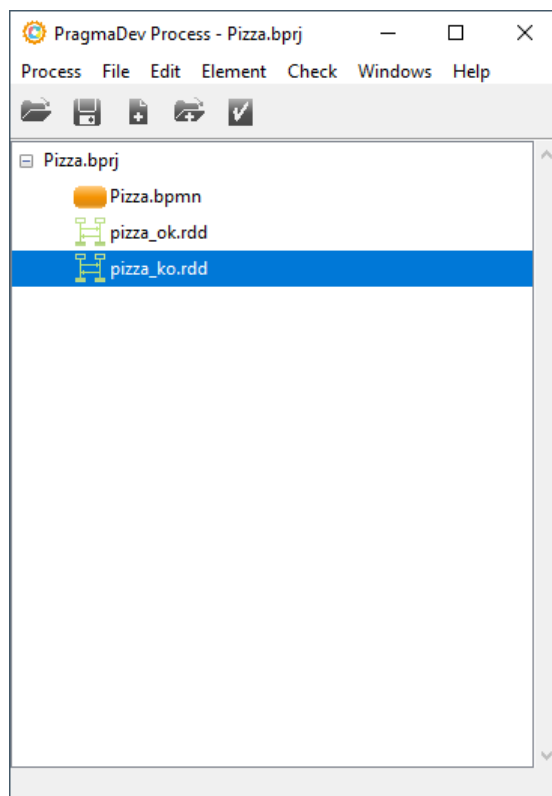 PragmaDev Process - Pizza.bprj
Process File Edit Element Check Windows Help
Pizza.bprj
Pizza.bpmn
pizza_ok.rdd
pizza_ko.rdd